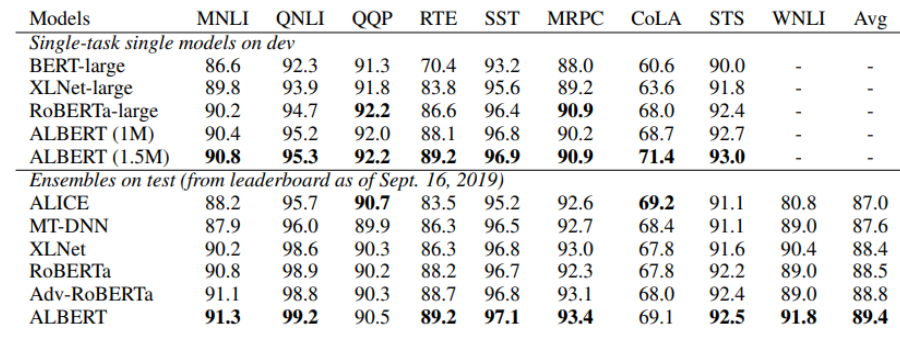 Models MNLI QNLI QQP RTE SST MRPC CoLA STS WNLI Avg
Single-task single models on dev
BERT-large 86.6 92.3 91.3 70.4 93.2 88.0 60.6 90.0 - -
XLNet-large 89.8 93.9 91.8 83.8 95.6 89.2 63.6 91.8 - -
RoBERTa-large 90.2 94.7 92.2 86.6 96.4 90.9 68.0 92.4 - -
ALBERT (1M) 90.4 95.2 92.0 88.1 96.8 90.2 68.7 92.7 - -
ALBERT (1.5M) 90.8 95.3 92.2 89.2 96.9 90.9 71.4 93.0 - -
Ensembles on test (from leaderboard as of Sept. 16, 2019)
ALICE 88.2 95.7 90.7 83.5 95.2 92.6 69.2 91.1 80.8 87.0
MT-DNN 87.9 96.0 89.9 86.3 96.5 92.7 68.4 91.1 89.0 87.6
XLNet 90.2 98.6 90.3 86.3 96.8 93.0 67.8 91.6 90.4 88.4
RoBERTa 90.8 98.9 90.2 88.2 96.7 92.3 67.8 92.2 89.0 88.5
Adv-RoBERTa 91.1 98.8 90.3 88.7 96.8 93.1 68.0 92.4 89.0 88.8
ALBERT 91.3 99.2 90.5 89.2 97.1 93.4 69.1 92.5 91.8 89.4